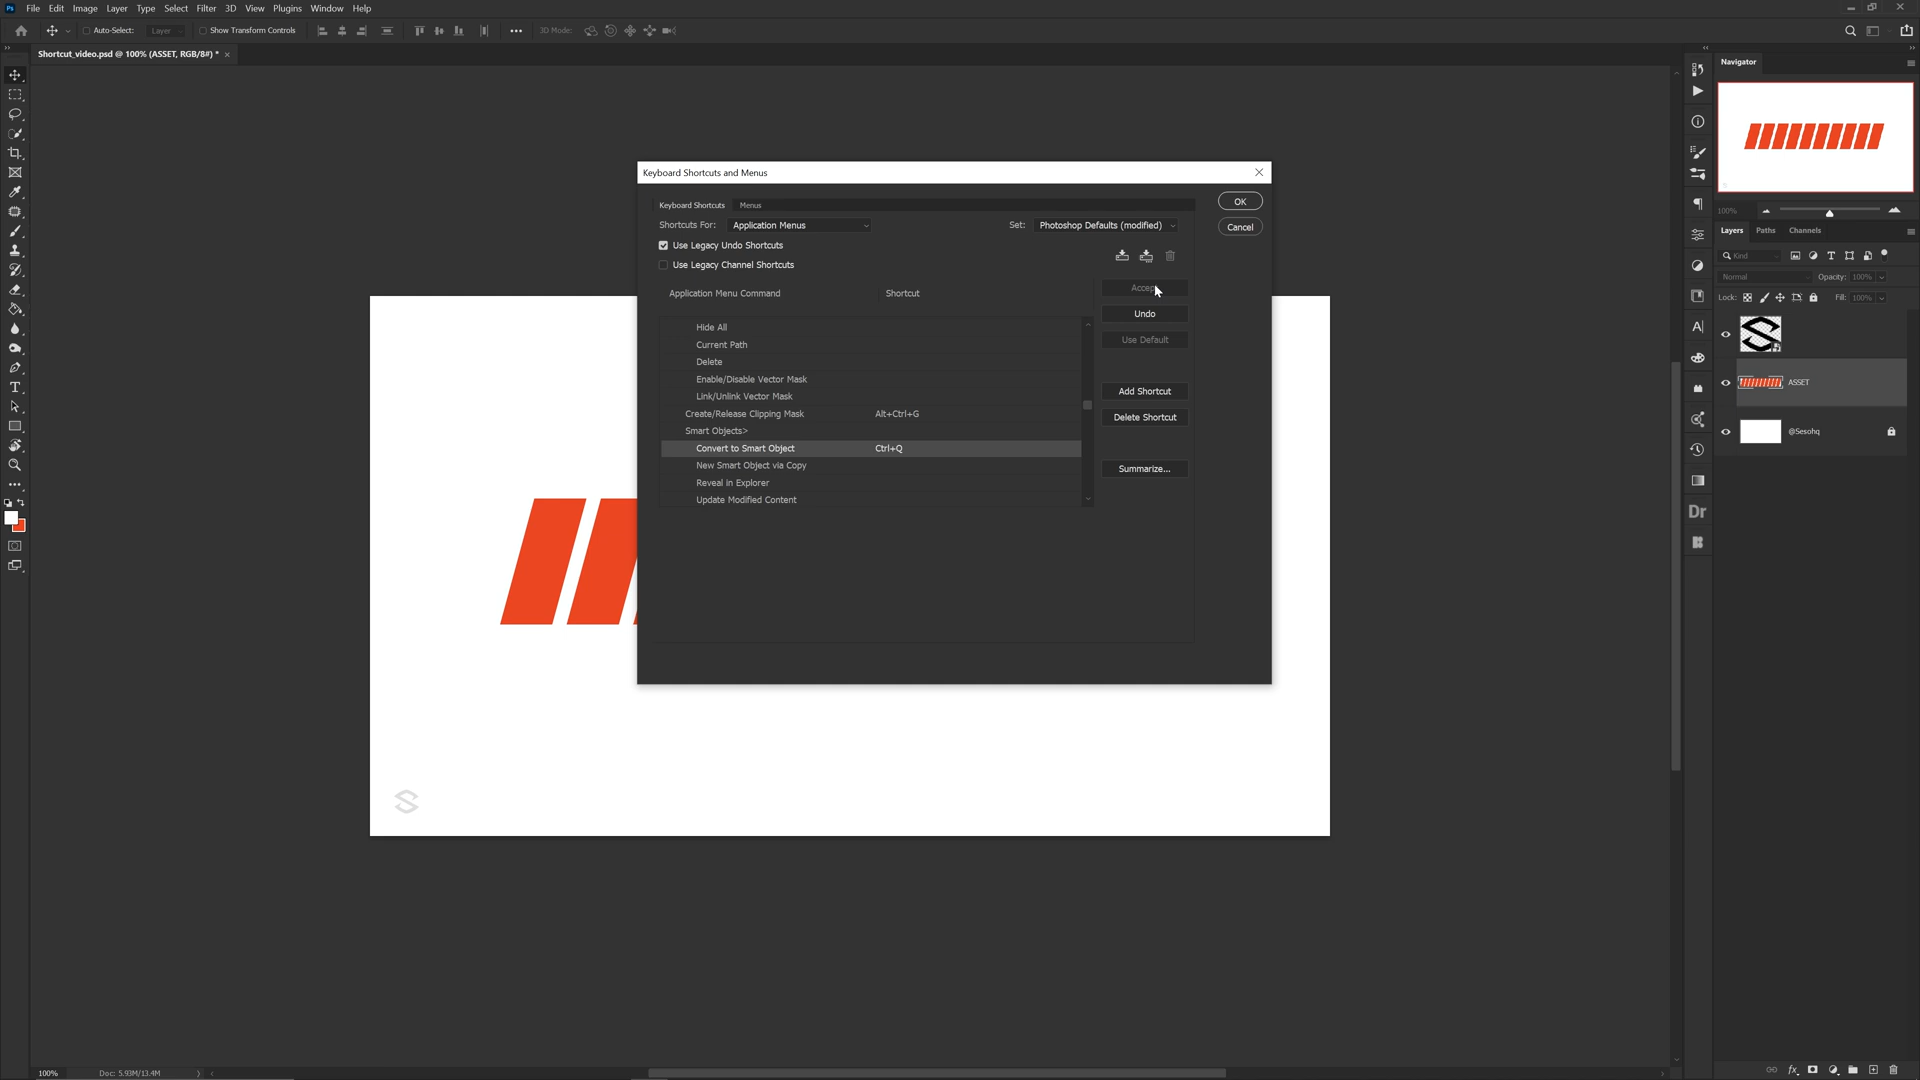 Ps File Edit Image Layer Type Select Filter 3D View Plugins Window Help
Auto-Select: Layer Show Transform Controls 3D Mode:
Shortcut_video.psd @ 100% (ASSET, RGB/8#) *
Navigator
100%
Layers Paths Channels
Kind
Normal Opacity: 100%
Lock: Fill: 100%
ASSET
@Sesohq
Dr
Keyboard Shortcuts and Menus
Keyboard Shortcuts Menus
Shortcuts For: Application Menus Set: Photoshop Defaults (modified)
Use Legacy Undo Shortcuts
Use Legacy Channel Shortcuts
Application Menu Command Shortcut
Hide All
Current Path
Delete
Enable/Disable Vector Mask
Link/Unlink Vector Mask
Create/Release Clipping Mask Alt+Ctrl+G
Smart Objects>
Convert to Smart Object Ctrl+Q
New Smart Object via Copy
Reveal in Explorer
Update Modified Content
OK
Cancel
Accept
Undo
Use Default
Add Shortcut
Delete Shortcut
Summarize...
100% Doc: 5.93M/13.4M